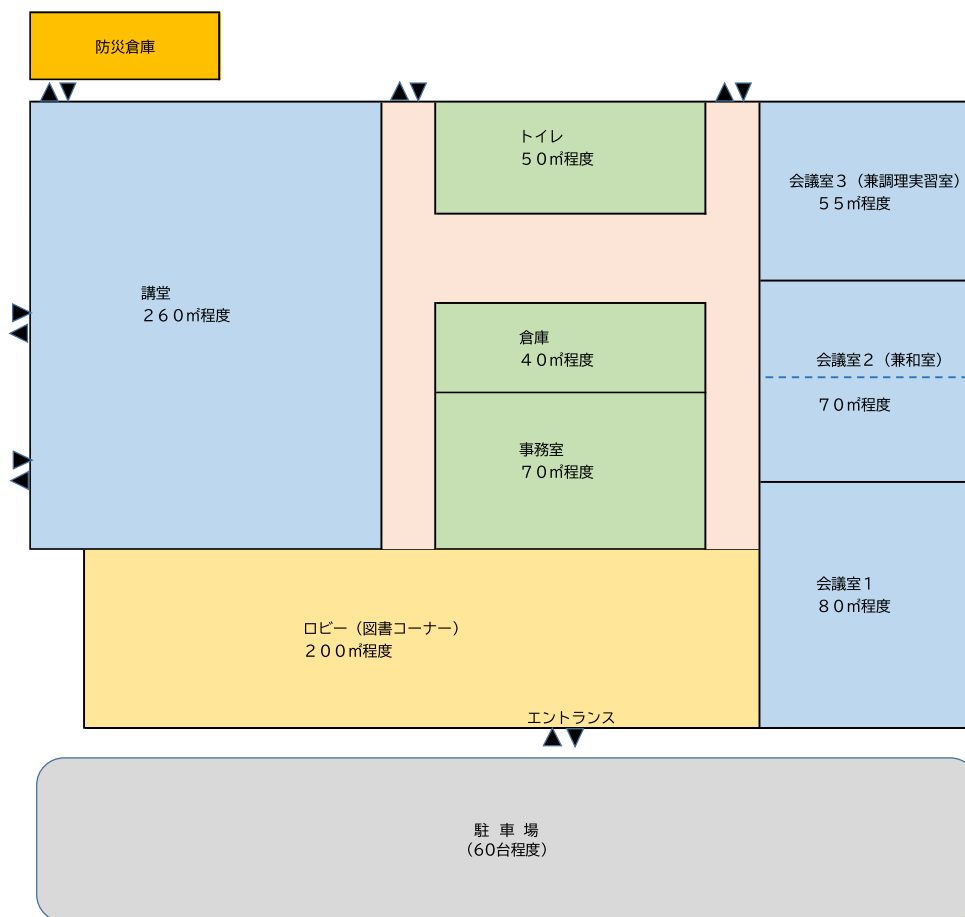 防災倉庫
トイレ
５０㎡程度
会議室３（兼調理実習室）
５５㎡程度
講堂
２６０㎡程度
倉庫
４０㎡程度
会議室２（兼和室）
７０㎡程度
事務室
７０㎡程度
会議室１
８０㎡程度
ロビー（図書コーナー）
２００㎡程度
エントランス
駐 車 場
（60台程度）